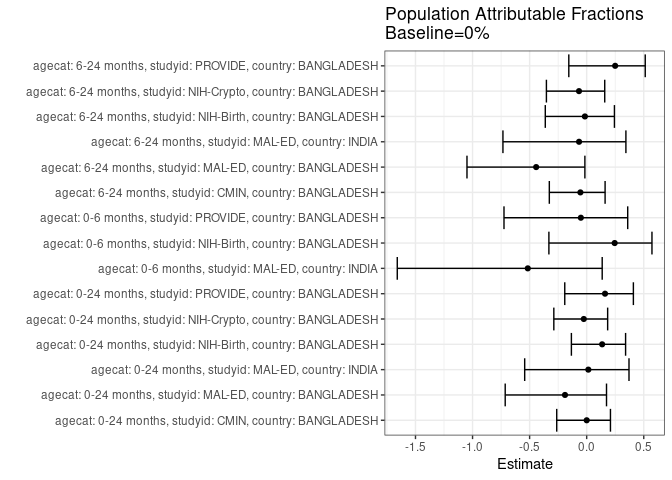 Population Attributable Fractions
Baseline=0%
agecat: 6-24 months, studyid: PROVIDE, country: BANGLADESH
agecat: 6-24 months, studyid: NIH-Crypto, country: BANGLADESH
agecat: 6-24 months, studyid: NIH-Birth, country: BANGLADESH
agecat: 6-24 months, studyid: MAL-ED, country: INDIA
agecat: 6-24 months, studyid: MAL-ED, country: BANGLADESH
agecat: 6-24 months, studyid: CMIN, country: BANGLADESH
agecat: 0-6 months, studyid: PROVIDE, country: BANGLADESH
agecat: 0-6 months, studyid: NIH-Birth, country: BANGLADESH
agecat: 0-6 months, studyid: MAL-ED, country: INDIA
agecat: 0-24 months, studyid: PROVIDE, country: BANGLADESH
agecat: 0-24 months, studyid: NIH-Crypto, country: BANGLADESH
agecat: 0-24 months, studyid: NIH-Birth, country: BANGLADESH
agecat: 0-24 months, studyid: MAL-ED, country: INDIA
agecat: 0-24 months, studyid: MAL-ED, country: BANGLADESH
agecat: 0-24 months, studyid: CMIN, country: BANGLADESH
-1.5 -1.0 -0.5 0.0 0.5
Estimate